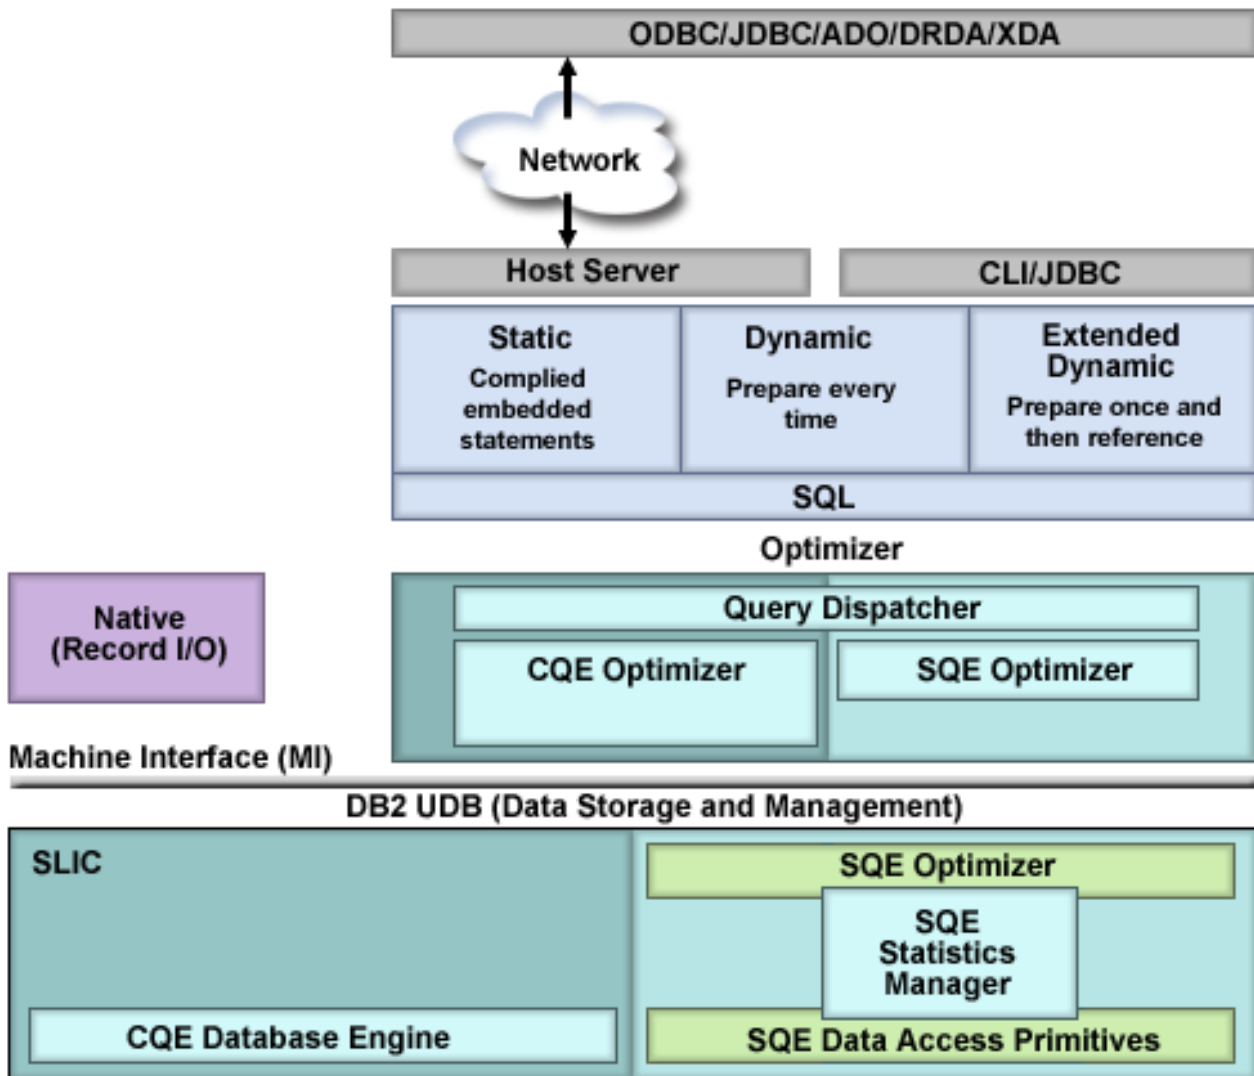 ODBC/JDBC/ADO/DRDA/XDA
Network
Host Server
CLI/JDBC
Static
Complied
embedded
statements
Dynamic
Prepare every
time
Extended
Dynamic
Prepare once and
then reference
SQL
Optimizer
Native
(Record I/O)
Query Dispatcher
CQE Optimizer
SQE Optimizer
Machine Interface (MI)
DB2 UDB (Data Storage and Management)
SLIC
SQE Optimizer
SQE
Statistics
Manager
CQE Database Engine
SQE Data Access Primitives